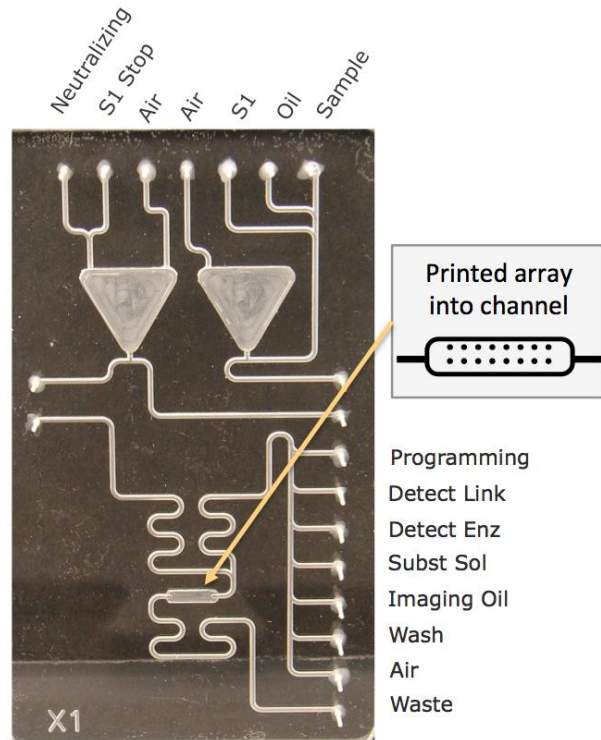 Neutralizing
S1 Stop
Air
Air
S1
Oil
Sample
Printed array
into channel
Programming
Detect Link
Detect Enz
Subst Sol
Imaging Oil
Wash
Air
Waste
X1